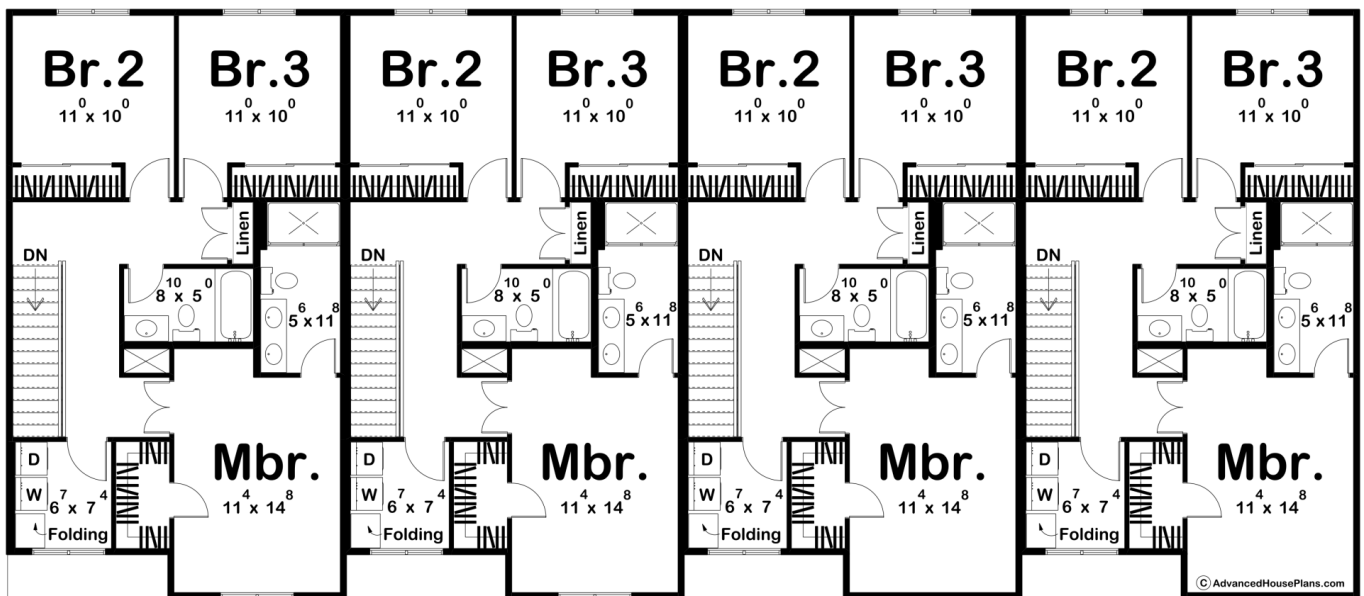 Br.2 Br.3 Br.2 Br.3 Br.2 Br.3 Br.2 Br.3
11⁰ x 10⁰ 11⁰ x 10⁰ 11⁰ x 10⁰ 11⁰ x 10⁰ 11⁰ x 10⁰ 11⁰ x 10⁰ 11⁰ x 10⁰ 11⁰ x 10⁰
Linen Linen Linen Linen
DN DN DN DN
8¹⁰ x 5⁰ 8¹⁰ x 5⁰ 8¹⁰ x 5⁰ 8¹⁰ x 5⁰
5⁶ x 11⁸ 5⁶ x 11⁸ 5⁶ x 11⁸ 5⁶ x 11⁸
Mbr. Mbr. Mbr. Mbr.
D D D D
W W W W
6⁷ x 7⁴ 11⁴ x 14⁸ 6⁷ x 7⁴ 11⁴ x 14⁸ 6⁷ x 7⁴ 11⁴ x 14⁸ 6⁷ x 7⁴ 11⁴ x 14⁸
Folding Folding Folding Folding
© AdvancedHousePlans.com